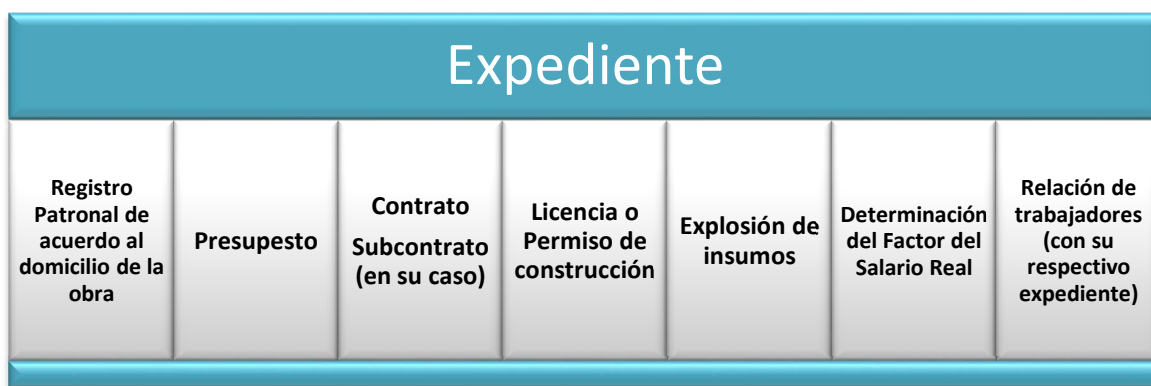 Expediente
Registro
Patronal de
acuerdo al
domicilio de la
obra
Presupesto
Contrato
Subcontrato
(en su caso)
Licencia o
Permiso de
construcción
Explosión de
insumos
Determinación
del Factor del
Salario Real
Relación de
trabajadores
(con su
respectivo
expediente)